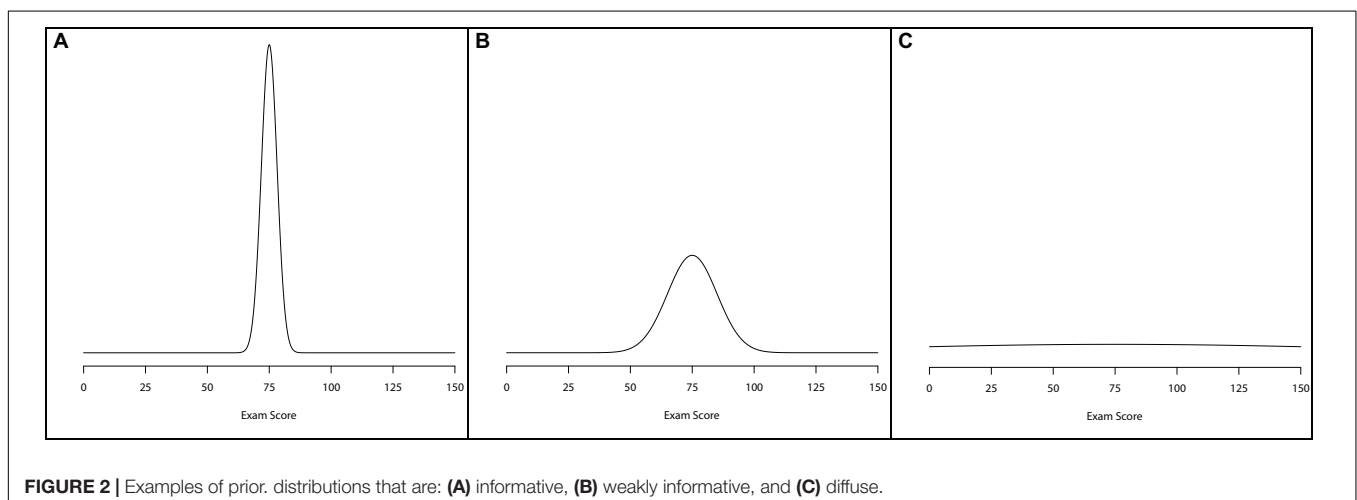 A
B
C
0 25 50 75 100 125 150
Exam Score
0 25 50 75 100 125 150
Exam Score
0 25 50 75 100 125 150
Exam Score
FIGURE 2 | Examples of prior. distributions that are: (A) informative, (B) weakly informative, and (C) diffuse.